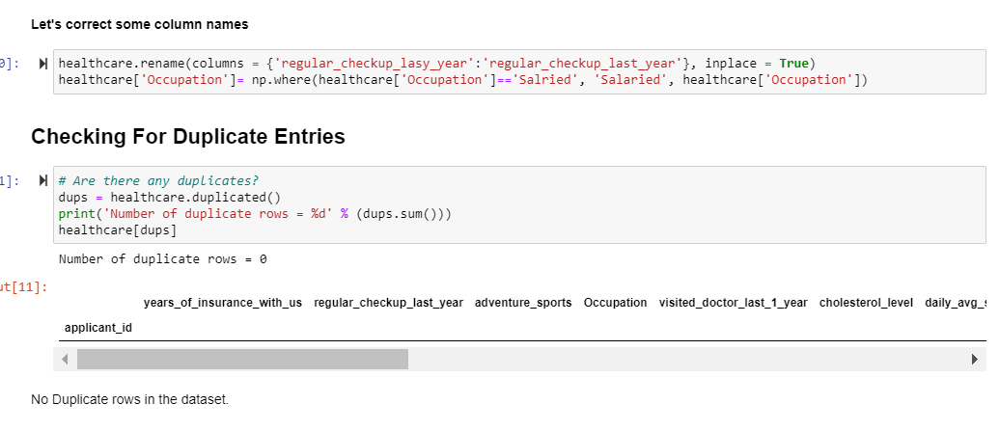 Let's correct some column names
0]:
healthcare.rename(columns = {'regular_checkup_lasy_year':'regular_checkup_last_year'}, inplace = True)
healthcare['Occupation']= np.where(healthcare['Occupation']=='Salried', 'Salaried', healthcare['Occupation'])
Checking For Duplicate Entries
1]:
# Are there any duplicates?
dups = healthcare.duplicated()
print('Number of duplicate rows = %d' % (dups.sum()))
healthcare[dups]
Number of duplicate rows = 0
ut[11]:
years_of_insurance_with_us regular_checkup_last_year adventure_sports Occupation visited_doctor_last_1_year cholesterol_level daily_avg_s
applicant_id
No Duplicate rows in the dataset.